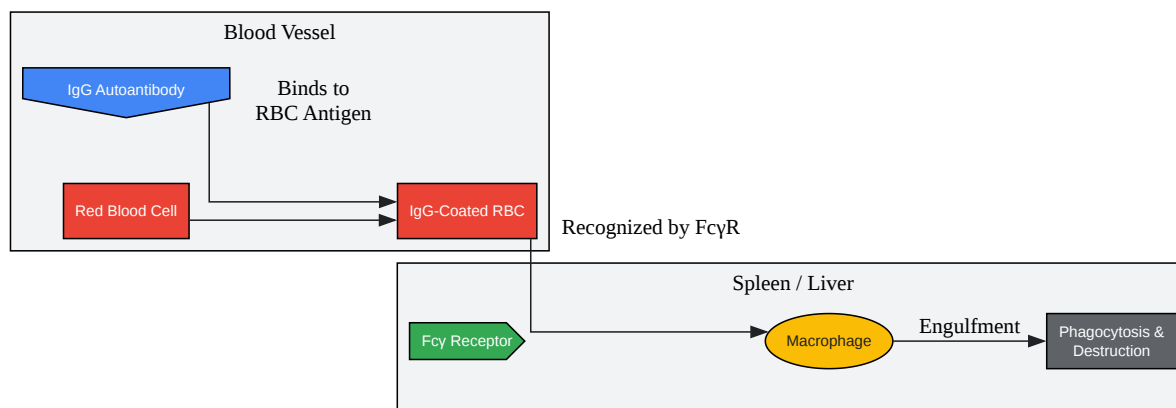 Blood Vessel
IgG Autoantibody
Binds to
RBC Antigen
Red Blood Cell
IgG-Coated RBC
Recognized by FcγR
Spleen / Liver
Fcγ Receptor
Macrophage
Engulfment
Phagocytosis &
Destruction